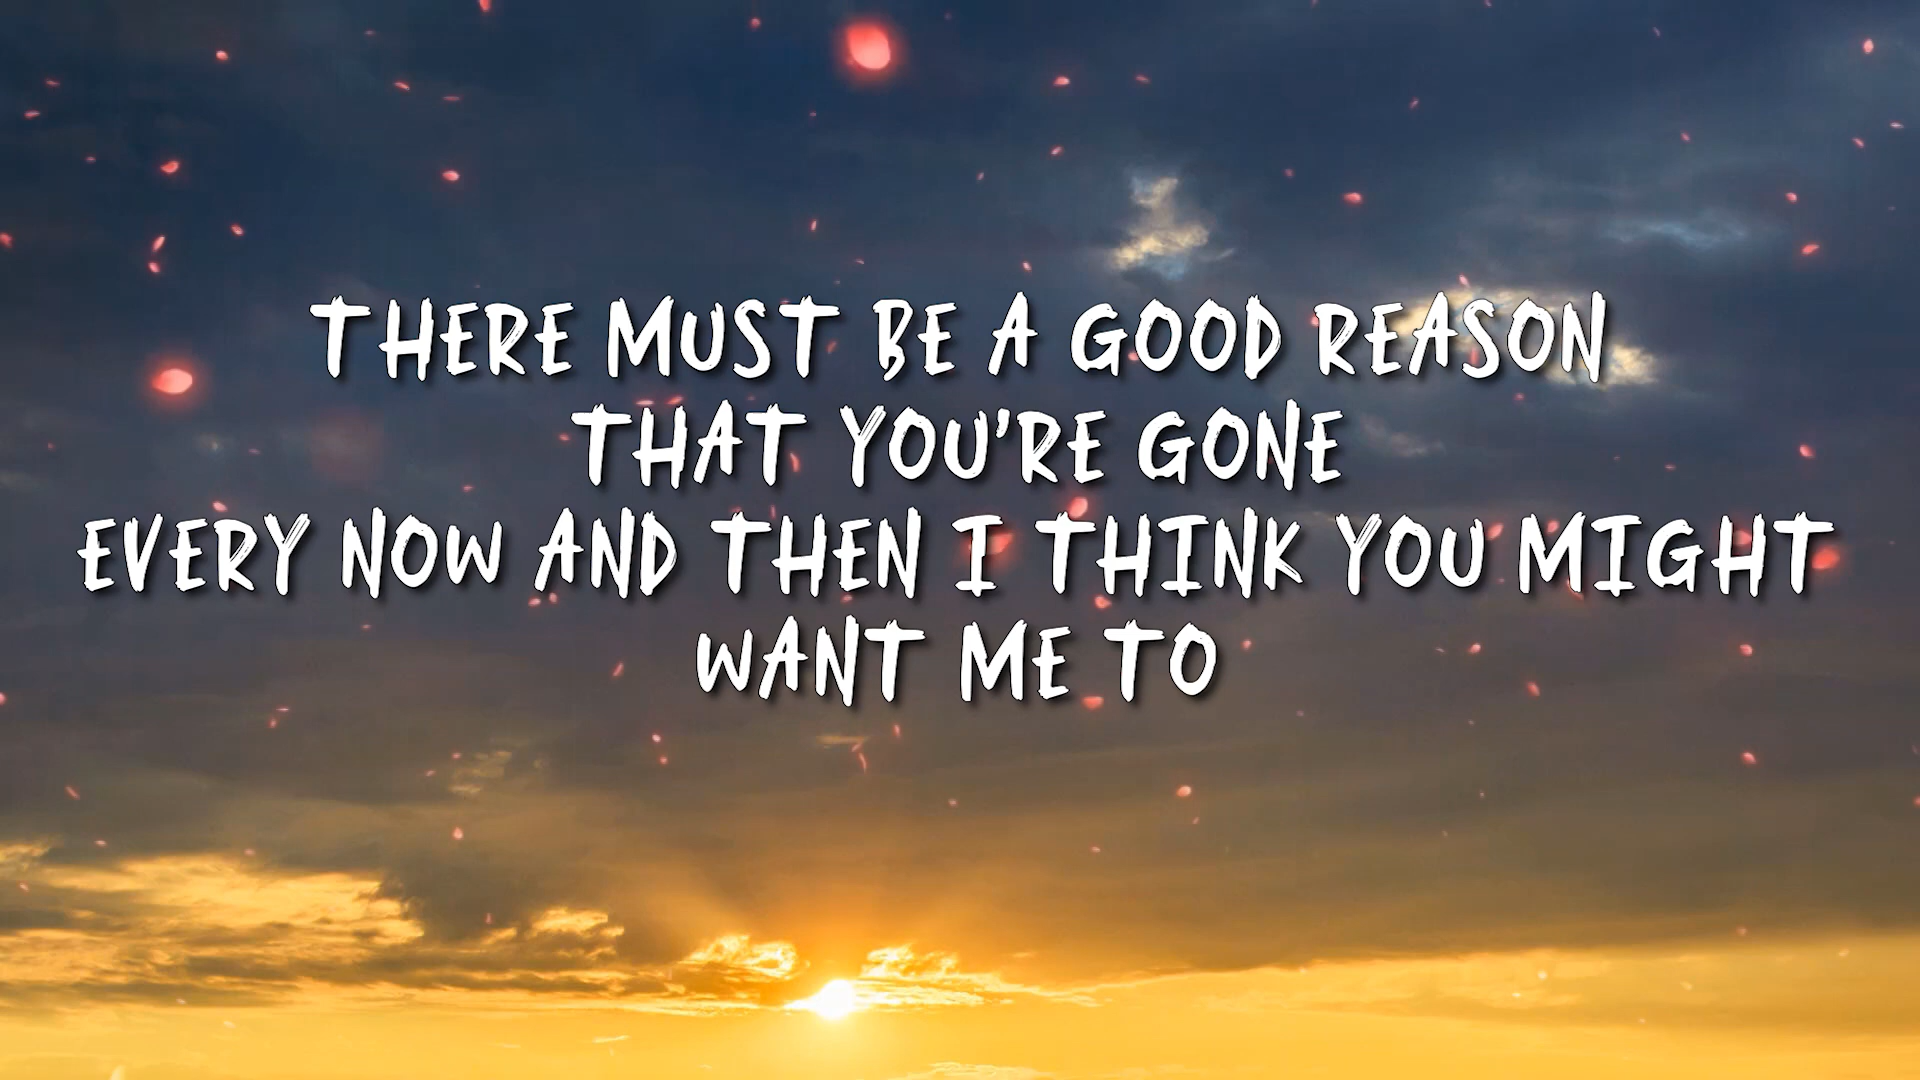 THERE MUST BE A GOOD REASON
THAT YOU'RE GONE
EVERY NOW AND THEN I THINK YOU MIGHT
WANT ME TO